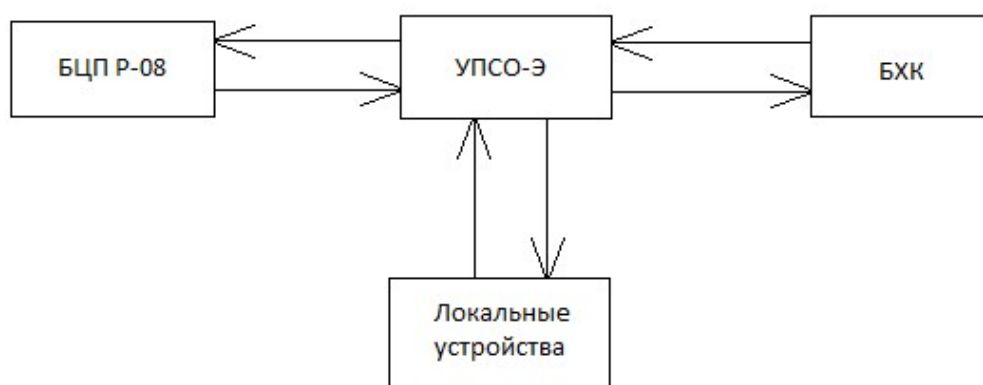 БЦП Р-08
УПСО-Э
БХК
Локальные
устройства